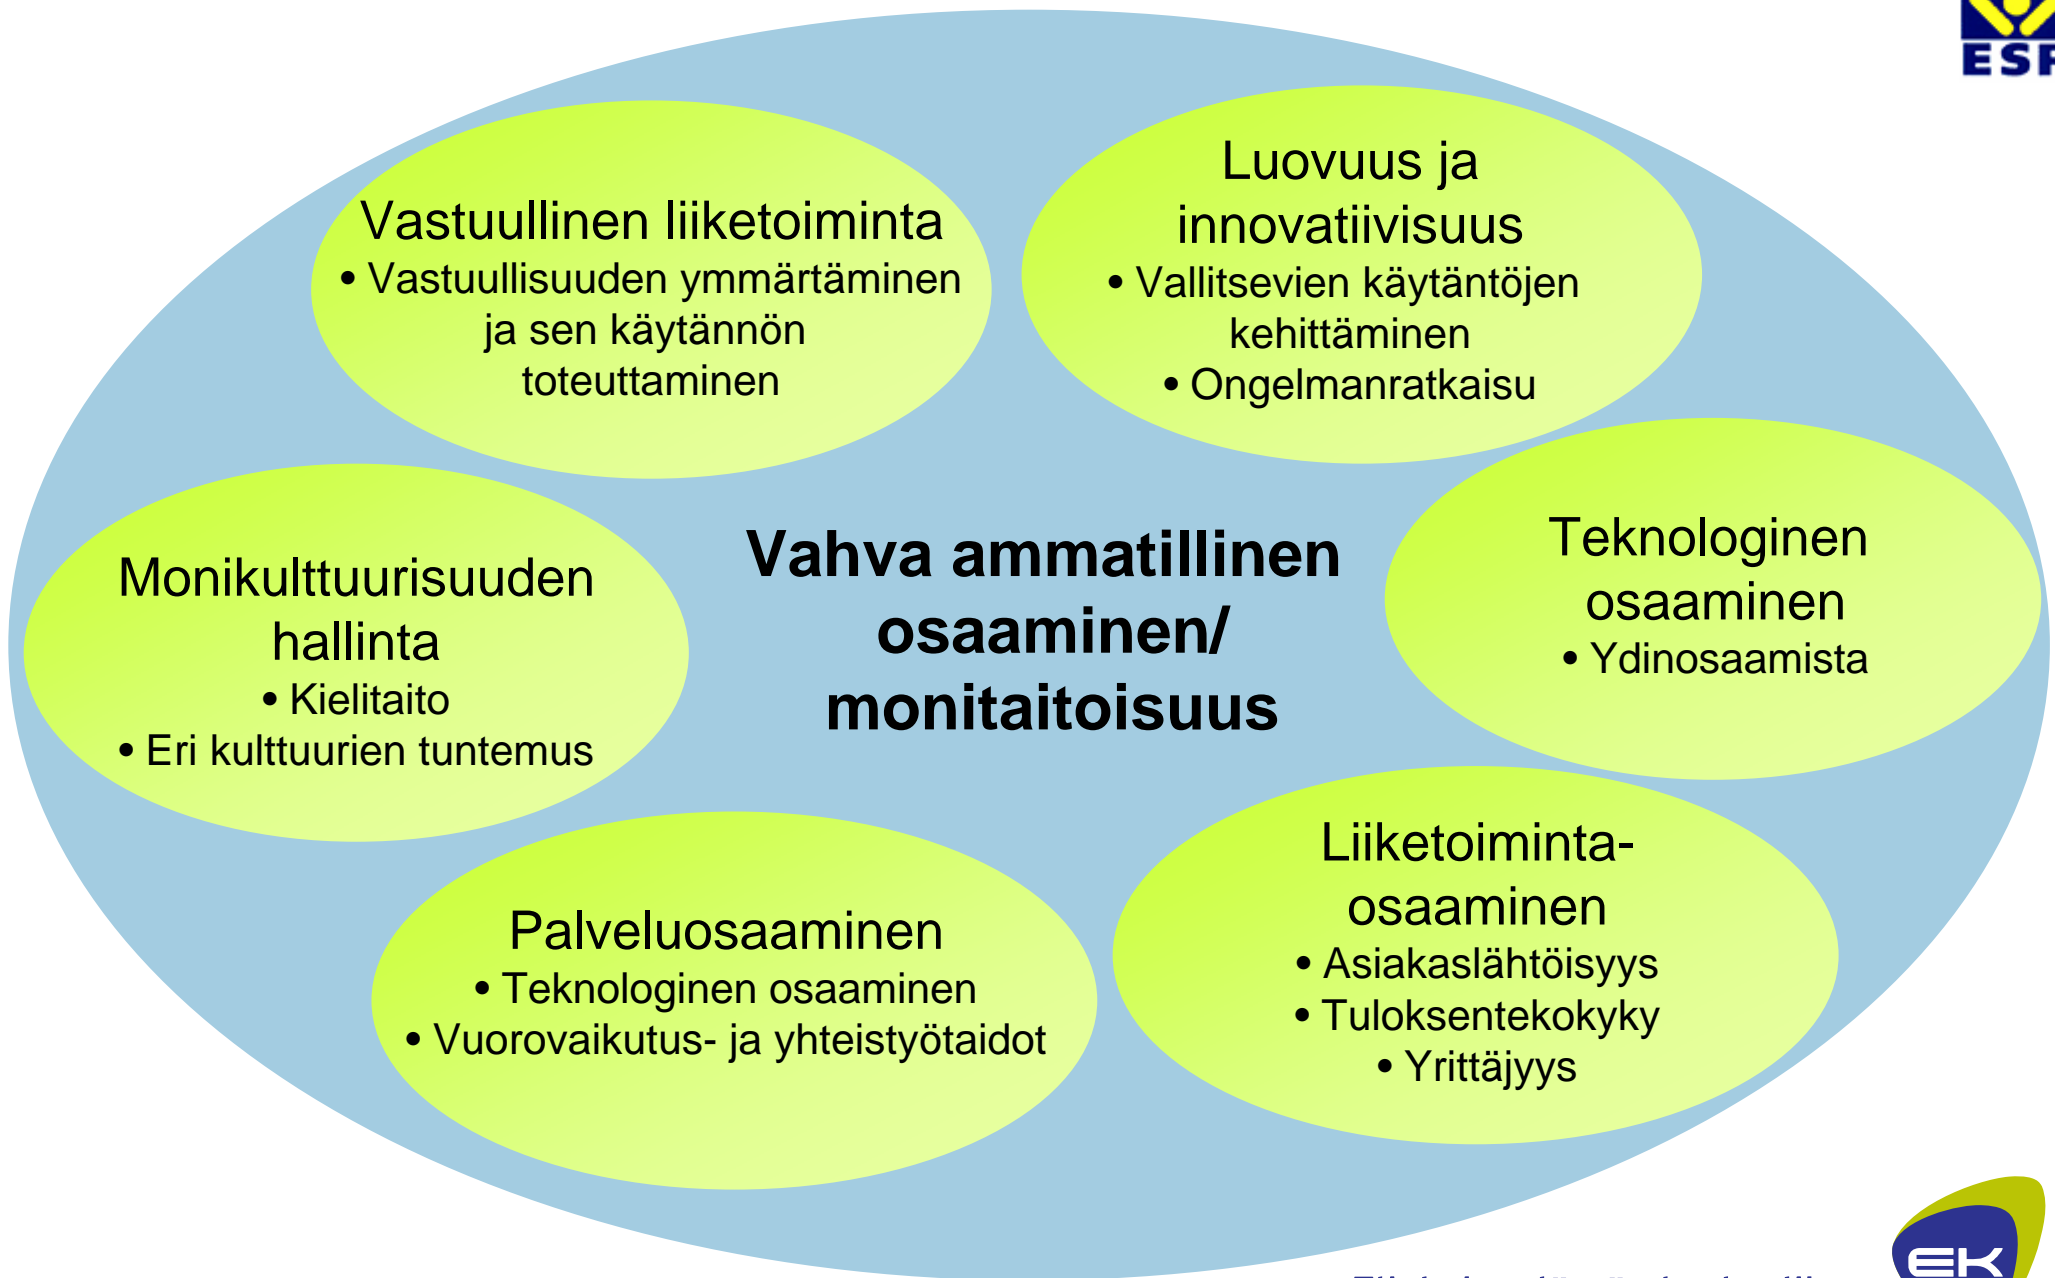 ESR
Vastuullinen liiketoiminta
• Vastuullisuuden ymmärtäminen
ja sen käytännön
toteuttaminen
Luovuus ja
innovatiivisuus
• Vallitsevien käytäntöjen
kehittäminen
• Ongelmanratkaisu
Monikulttuurisuuden
hallinta
• Kielitaito
• Eri kulttuurien tuntemus
Vahva ammatillinen
osaaminen/
monitaitoisuus
Teknologinen
osaaminen
• Ydinosaamista
Palveluosaaminen
• Teknologinen osaaminen
• Vuorovaikutus- ja yhteistyötaidot
Liiketoiminta-
osaaminen
• Asiakaslähtöisyys
• Tuloksentekokyky
• Yrittäjyys
EK